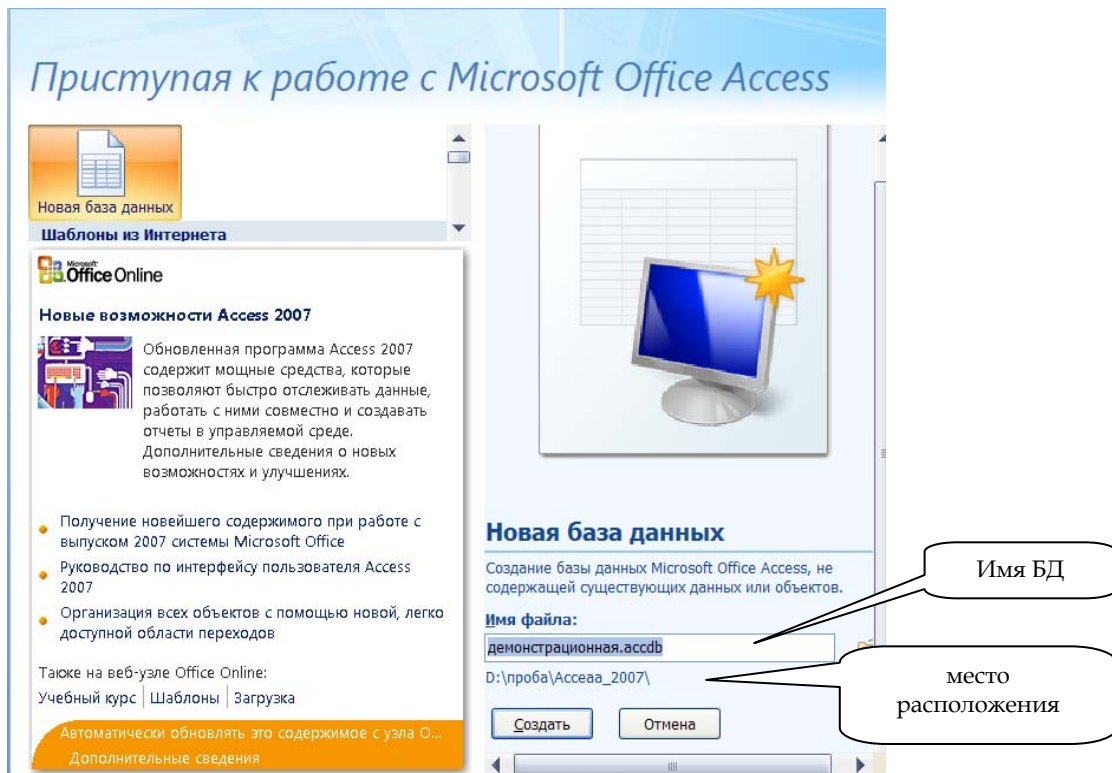 Приступая к работе с Microsoft Office Access
Новая база данных
Шаблоны из Интернета
Microsoft
Office Online
Новые возможности Access 2007
Обновленная программа Access 2007
содержит мощные средства, которые
позволяют быстро отслеживать данные,
работать с ними совместно и создавать
отчеты в управляемой среде.
Дополнительные сведения о новых
возможностях и улучшениях.
Получение новейшего содержимого при работе с
выпуском 2007 системы Microsoft Office
Руководство по интерфейсу пользователя Access
2007
Организация всех объектов с помощью новой, легко
доступной области переходов
Также на веб-узле Office Online:
Учебный курс | Шаблоны | Загрузка
Автоматически обновлять это содержимое с узла О...
Дополнительные сведения
Новая база данных
Создание базы данных Microsoft Office Access, не
содержащей существующих данных или объектов.
Имя файла:
демонстрационная.accdb
D:\проба\Acceaa_2007\
Создать Отмена
Имя БД
место
расположения